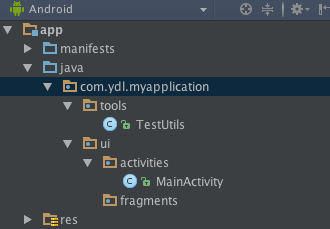 Android
app
manifests
java
com.ydl.myapplication
tools
C TestUtils
ui
activities
C MainActivity
fragments
res